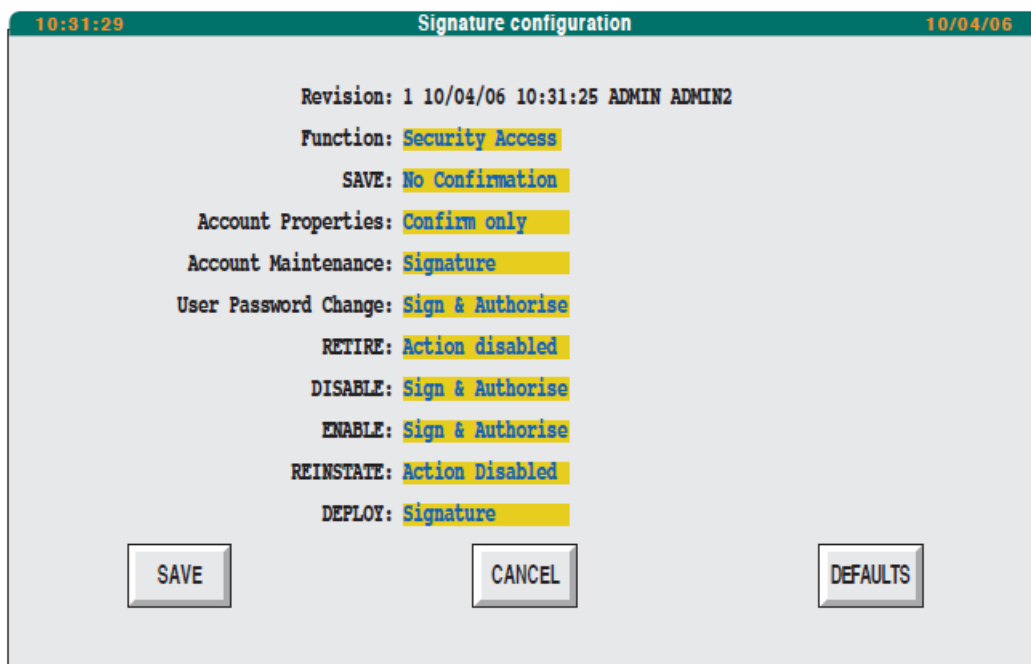 10:31:29 Signature configuration 10/04/06
Revision: 1 10/04/06 10:31:25 ADMIN ADMIN2
Function: Security Access
SAVE: No Confirmation
Account Properties: Confirm only
Account Maintenance: Signature
User Password Change: Sign & Authorise
RETIRE: Action disabled
DISABLE: Sign & Authorise
ENABLE: Sign & Authorise
REINSTATE: Action Disabled
DEPLOY: Signature
SAVE CANCEL DEFAULTS